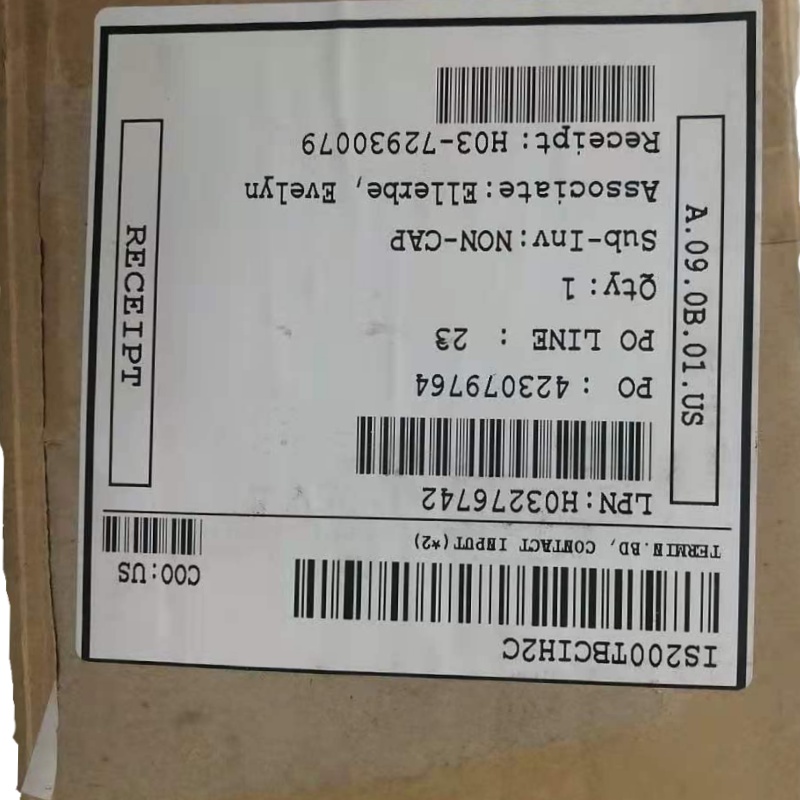 IS200TBCIH2C
COO:US
TERMIN.BD, CONTACT INPUT(*2)
LPN:H03276742
PO :423079764
PO LINE : 23
Qty:1
Sub-Inv:NON-CAP
Associate:Ellerbe, Evelyn
Receipt: H03-72930079
A.09.0B.01.US
RECEIPT